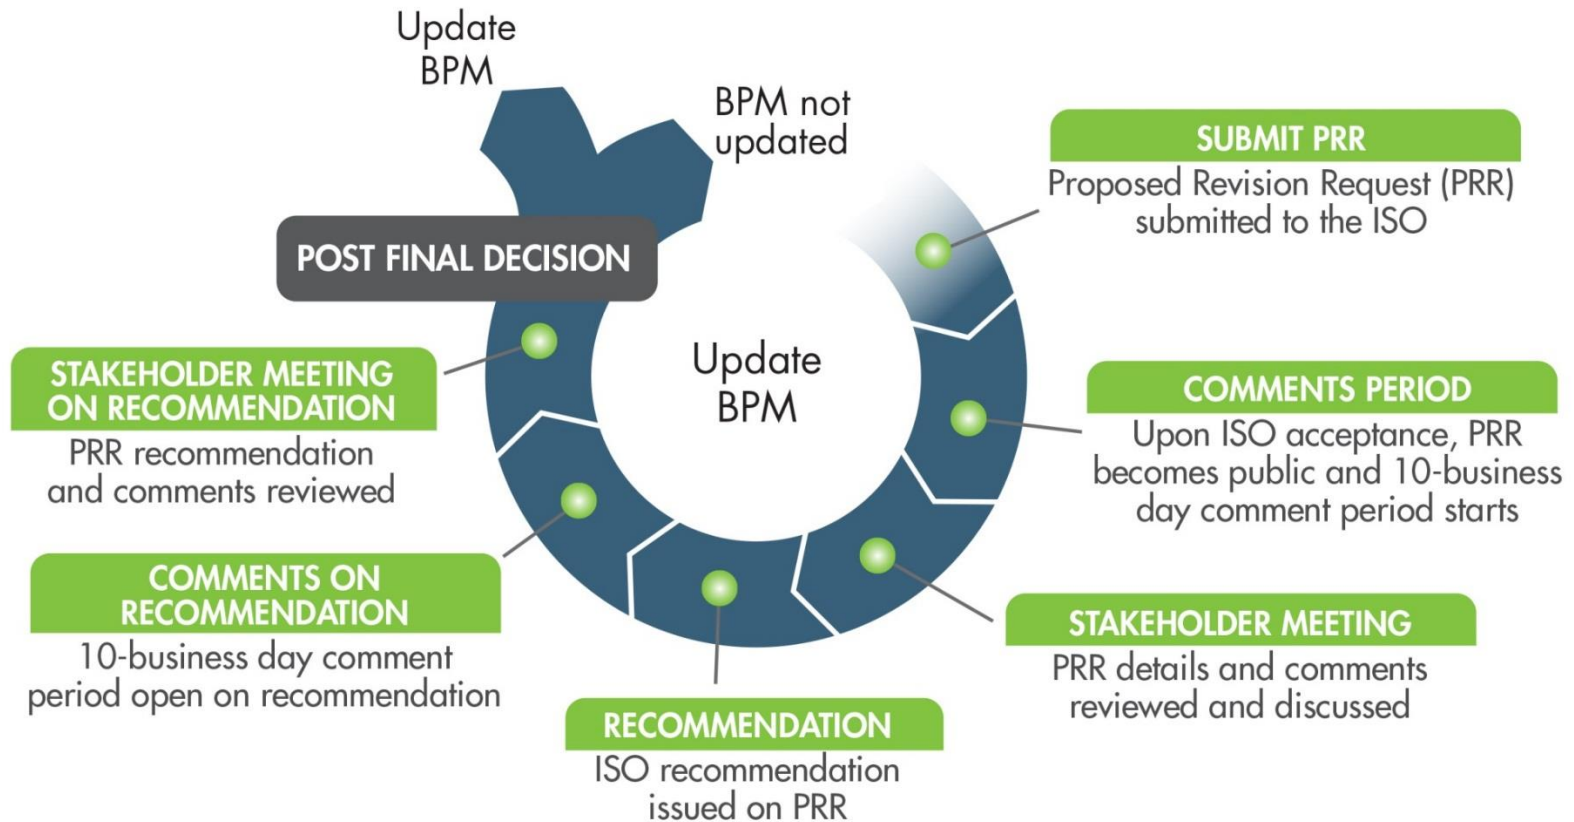 Update
BPM
BPM not
updated
SUBMIT PRR
Proposed Revision Request (PRR)
submitted to the ISO
COMMENTS PERIOD
Upon ISO acceptance, PRR
becomes public and 10-business
day comment period starts
STAKEHOLDER MEETING
PRR details and comments
reviewed and discussed
RECOMMENDATION
ISO recommendation
issued on PRR
COMMENTS ON
RECOMMENDATION
10-business day comment
period open on recommendation
STAKEHOLDER MEETING
ON RECOMMENDATION
PRR recommendation
and comments reviewed
POST FINAL DECISION
Update
BPM